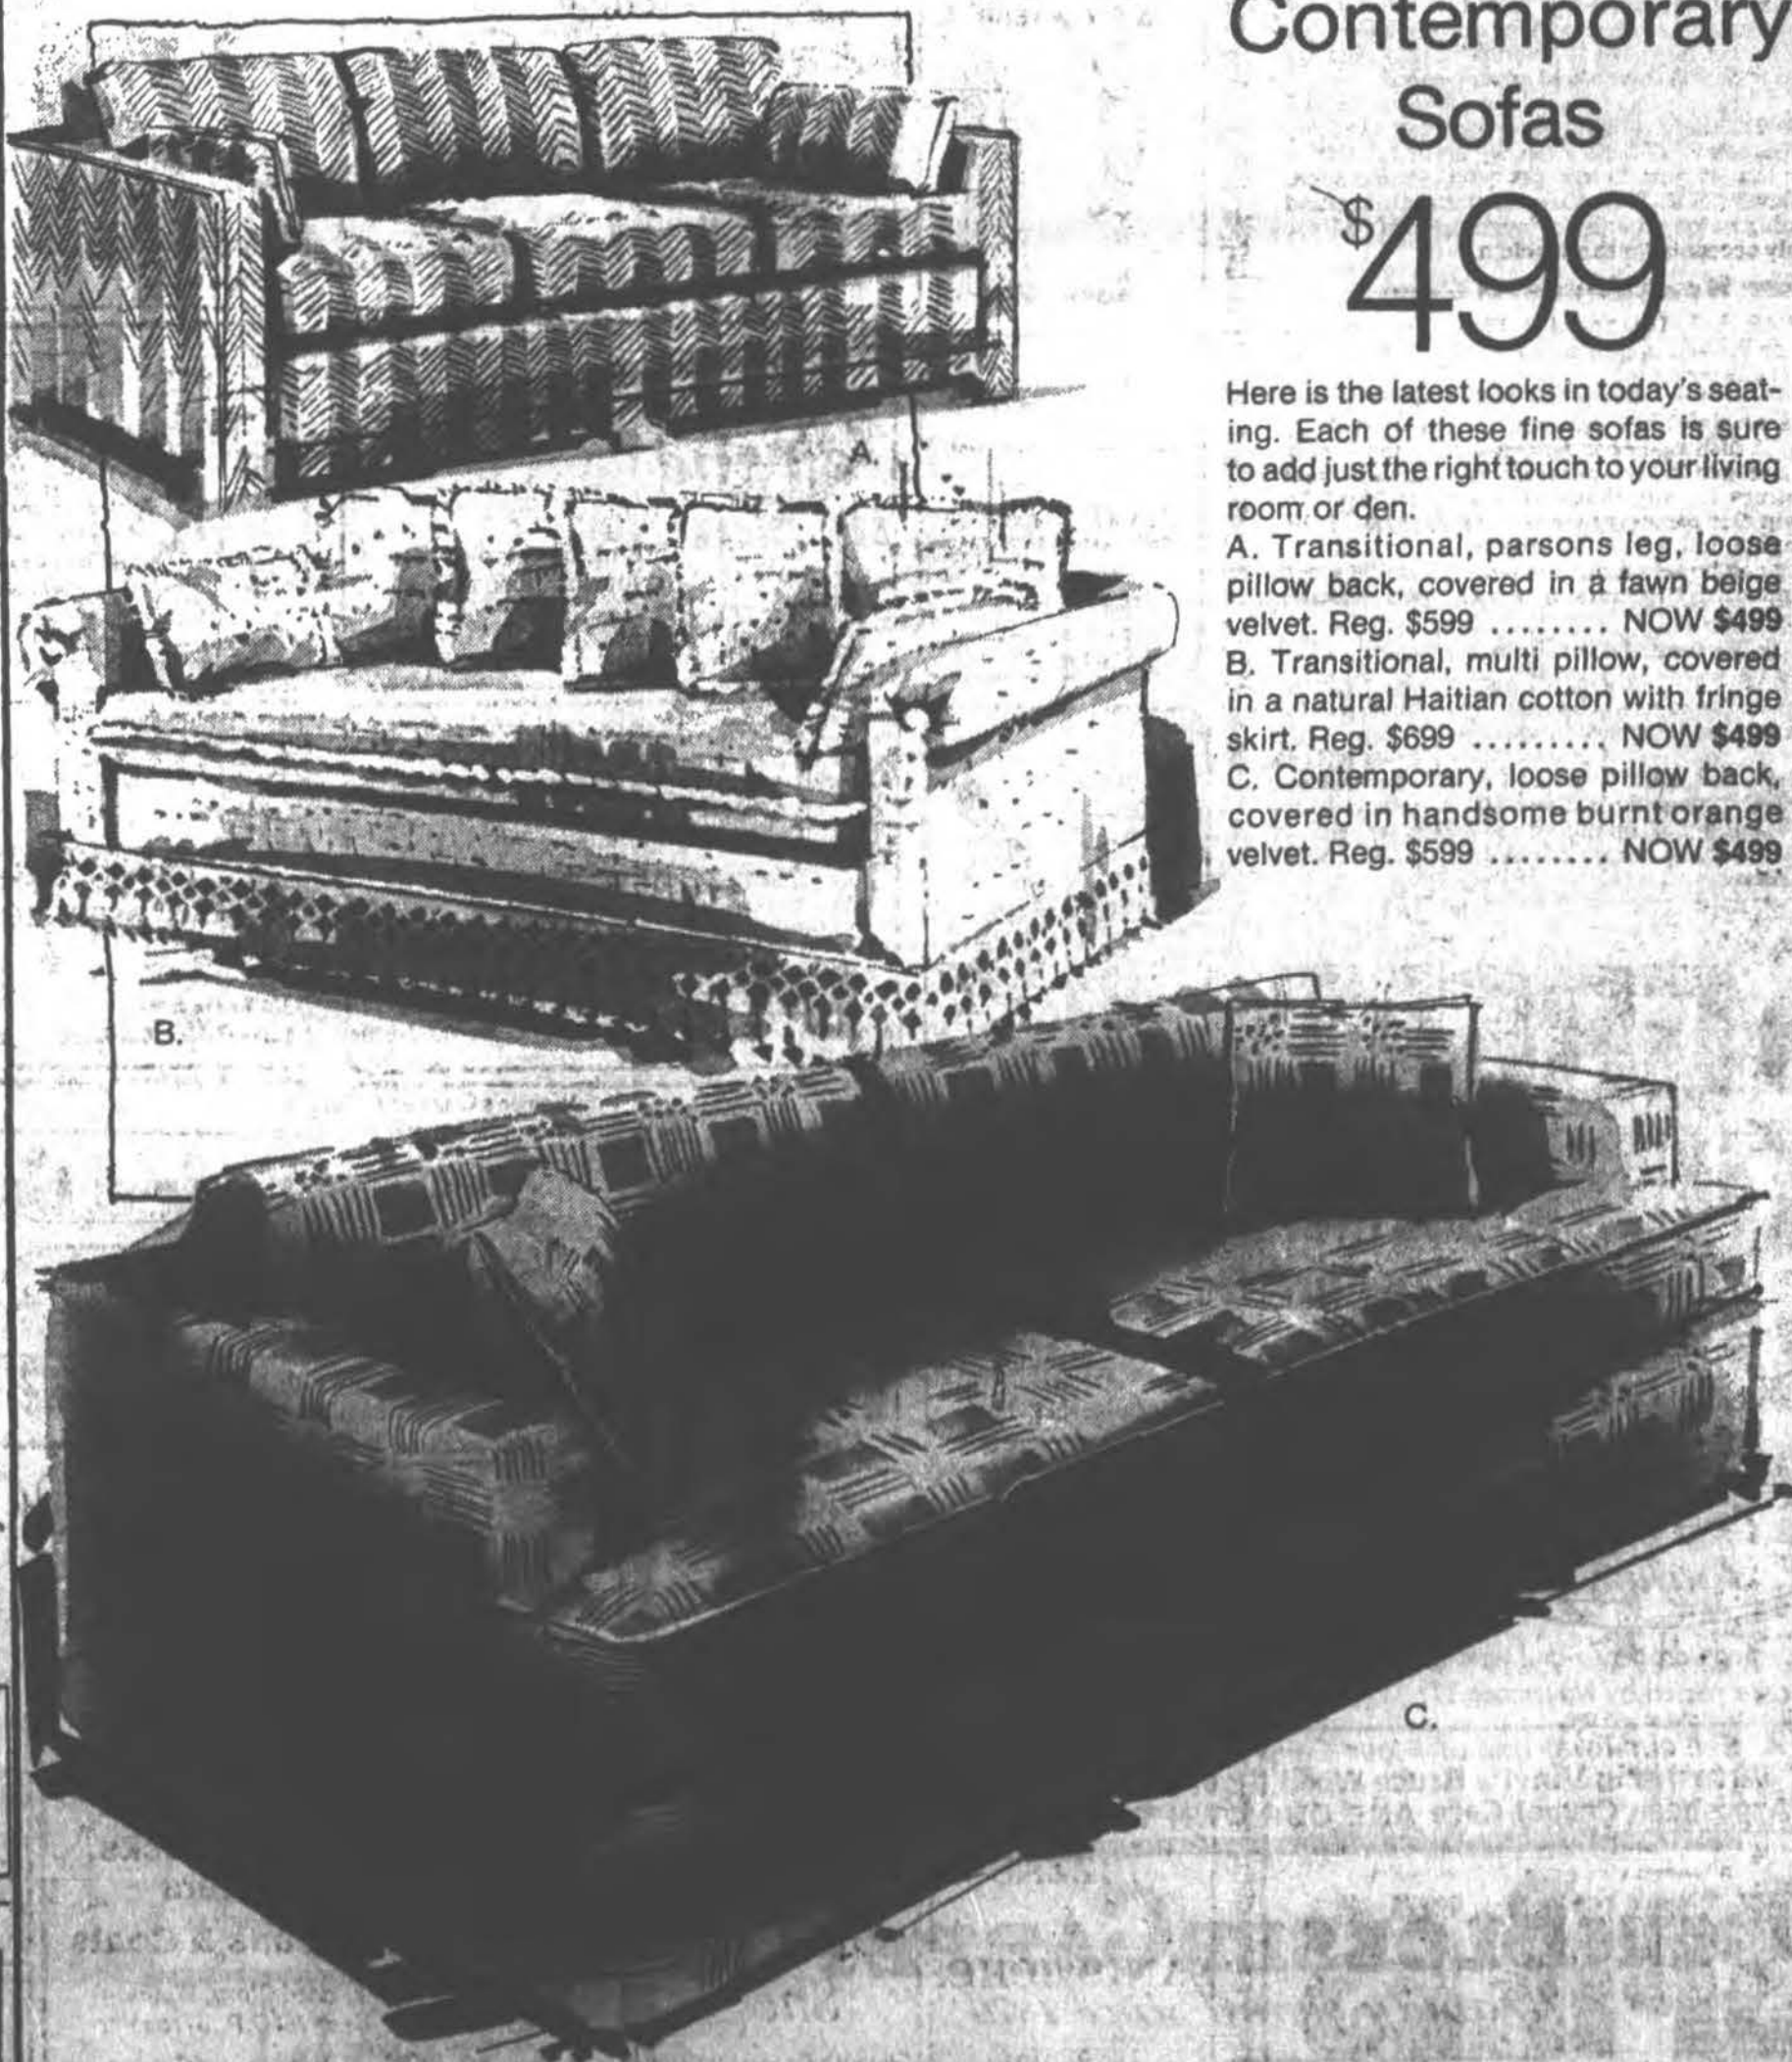 Contemporary
Sofas
$499
Here is the latest looks in today's seat-
ing. Each of these fine sofas is sure
to add just the right touch to your living
room or den.
A. Transitional, parsons leg, loose
pillow back, covered in a fawn beige
velvet. Reg. $599 ........ NOW $499
B. Transitional, multi pillow, covered
in a natural Haitian cotton with fringe
skirt. Reg. $699 ......... NOW $499
C. Contemporary, loose pillow back,
covered in handsome burnt orange
velvet. Reg. $599 ........ NOW $499
A.
B.
C.